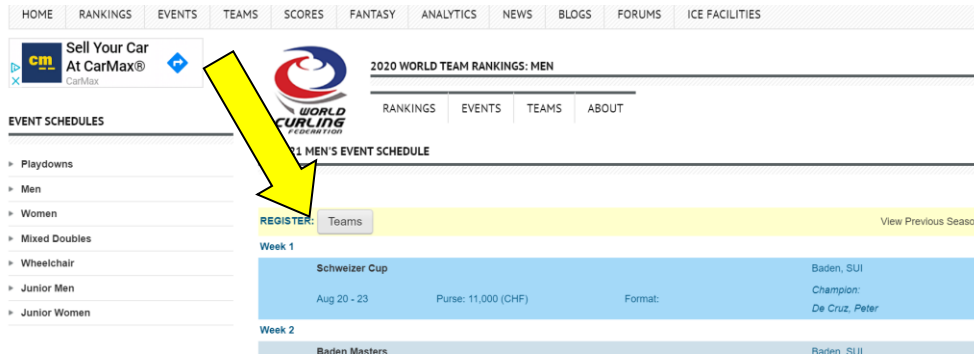 HOME RANKINGS EVENTS TEAMS SCORES FANTASY ANALYTICS NEWS BLOGS FORUMS ICE FACILITIES
cm
Sell Your Car
At CarMax®
CarMax
EVENT SCHEDULES
Playdowns
Men
Women
Mixed Doubles
Wheelchair
Junior Men
Junior Women
WORLD
CURLING
FEDERATION
2020 WORLD TEAM RANKINGS: MEN
RANKINGS EVENTS TEAMS ABOUT
21 MEN'S EVENT SCHEDULE
REGISTER: Teams View Previous Seaso
Week 1
Schweizer Cup Baden, SUI
Aug 20 - 23 Purse: 11,000 (CHF) Format: Champion:
De Cruz, Peter
Week 2
Baden Masters Baden, SUI